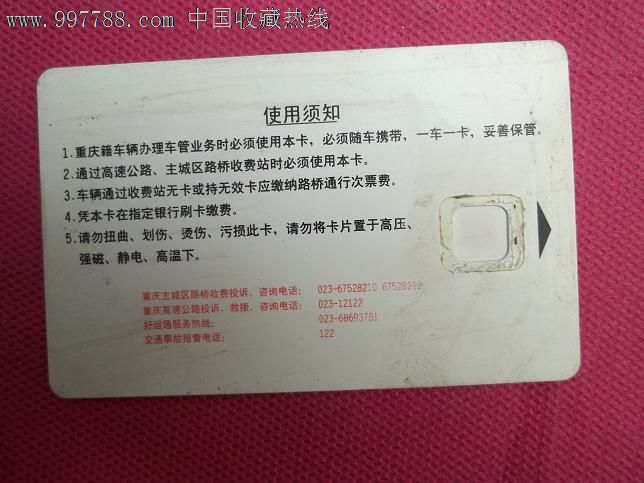 www.997788.com 中国收藏热线
使用须知
1.重庆籍车辆办理车管业务时必须使用本卡，必须随车携带，一车一卡，妥善保管。
2.通过高速公路、主城区路桥收费站时必须使用本卡。
3.车辆通过收费站无卡或持无效卡应缴纳路桥通行次票费。
4.凭本卡在指定银行刷卡缴费。
5.请勿扭曲、划伤、烫伤、污损此卡，请勿将卡片置于高压、
强磁、静电、高温下。
重庆主城区路桥收费投诉、咨询电话： 023-67528210 67528212
重庆高速公路投诉、救援、咨询电话： 023-12122
好运通服务热线： 023-68693781
交通事故报警电话： 122